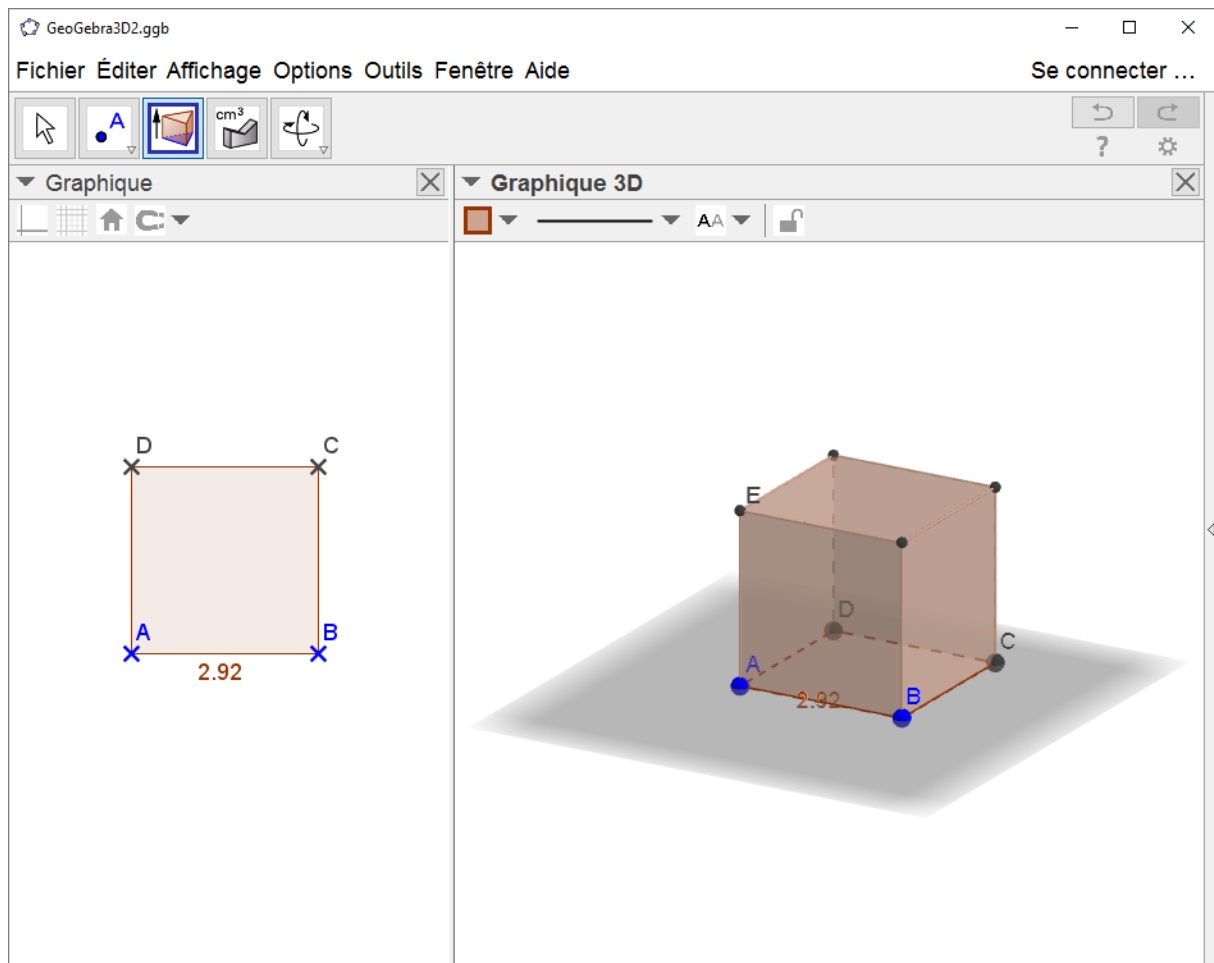 GeoGebra3D2.ggb
Fichier Éditer Affichage Options Outils Fenêtre Aide Se connecter ...
A cm³ ?
Graphique
Graphique 3D
AA
D C
A B
2.92
E
D
C
A
2.92
B